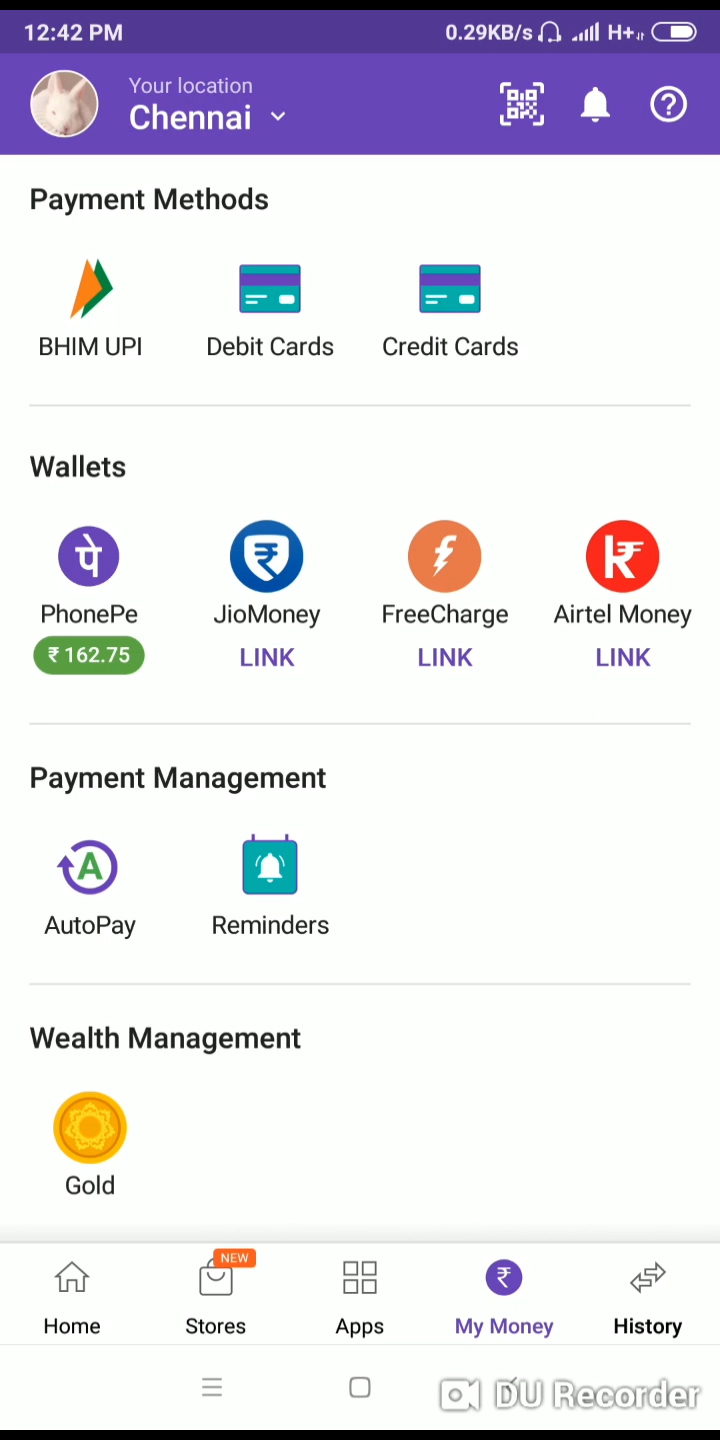 12:42 PM 0.29KB/s H+
Your location
Chennai
Payment Methods
BHIM UPI Debit Cards Credit Cards
Wallets
पे
PhonePe JioMoney FreeCharge Airtel Money
₹ 162.75 LINK LINK LINK
Payment Management
A
AutoPay Reminders
Wealth Management
Gold
NEW
₹
Home Stores Apps My Money History
DU Recorder